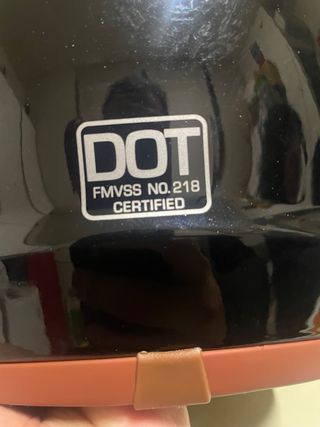 DOT
FMVSS NO.218
CERTIFIED